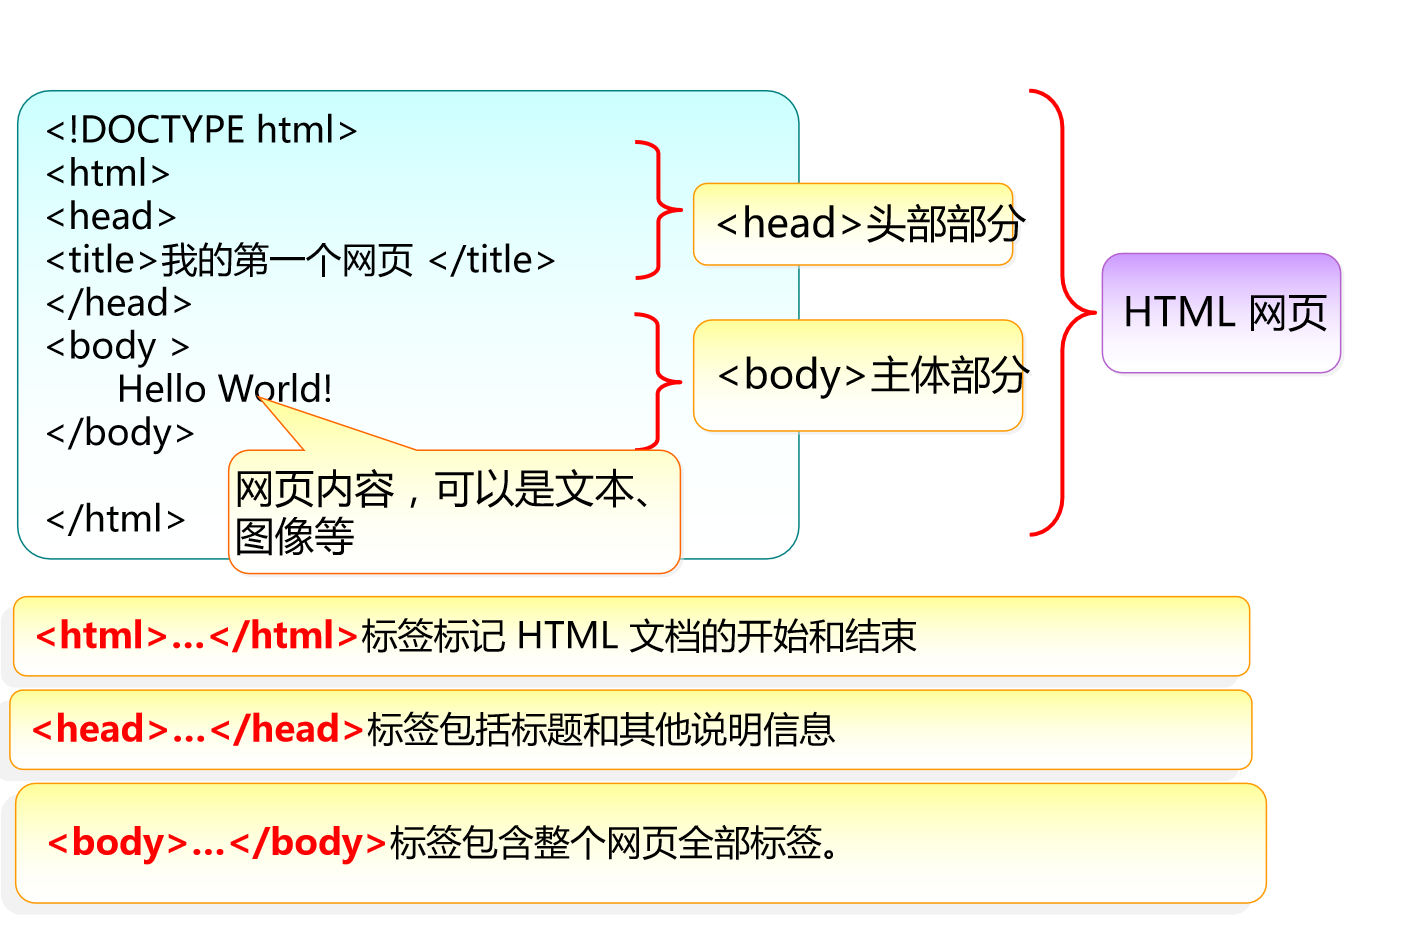 <!DOCTYPE html>
<html>
<head>
<title>我的第一个网页 </title>
</head>
<body >
Hello World!
</body>
</html>
<head>头部部分
<body>主体部分
HTML 网页
网页内容，可以是文本、
图像等
<html>…</html>标签标记 HTML 文档的开始和结束
<head>…</head>标签包括标题和其他说明信息
<body>…</body>标签包含整个网页全部标签。